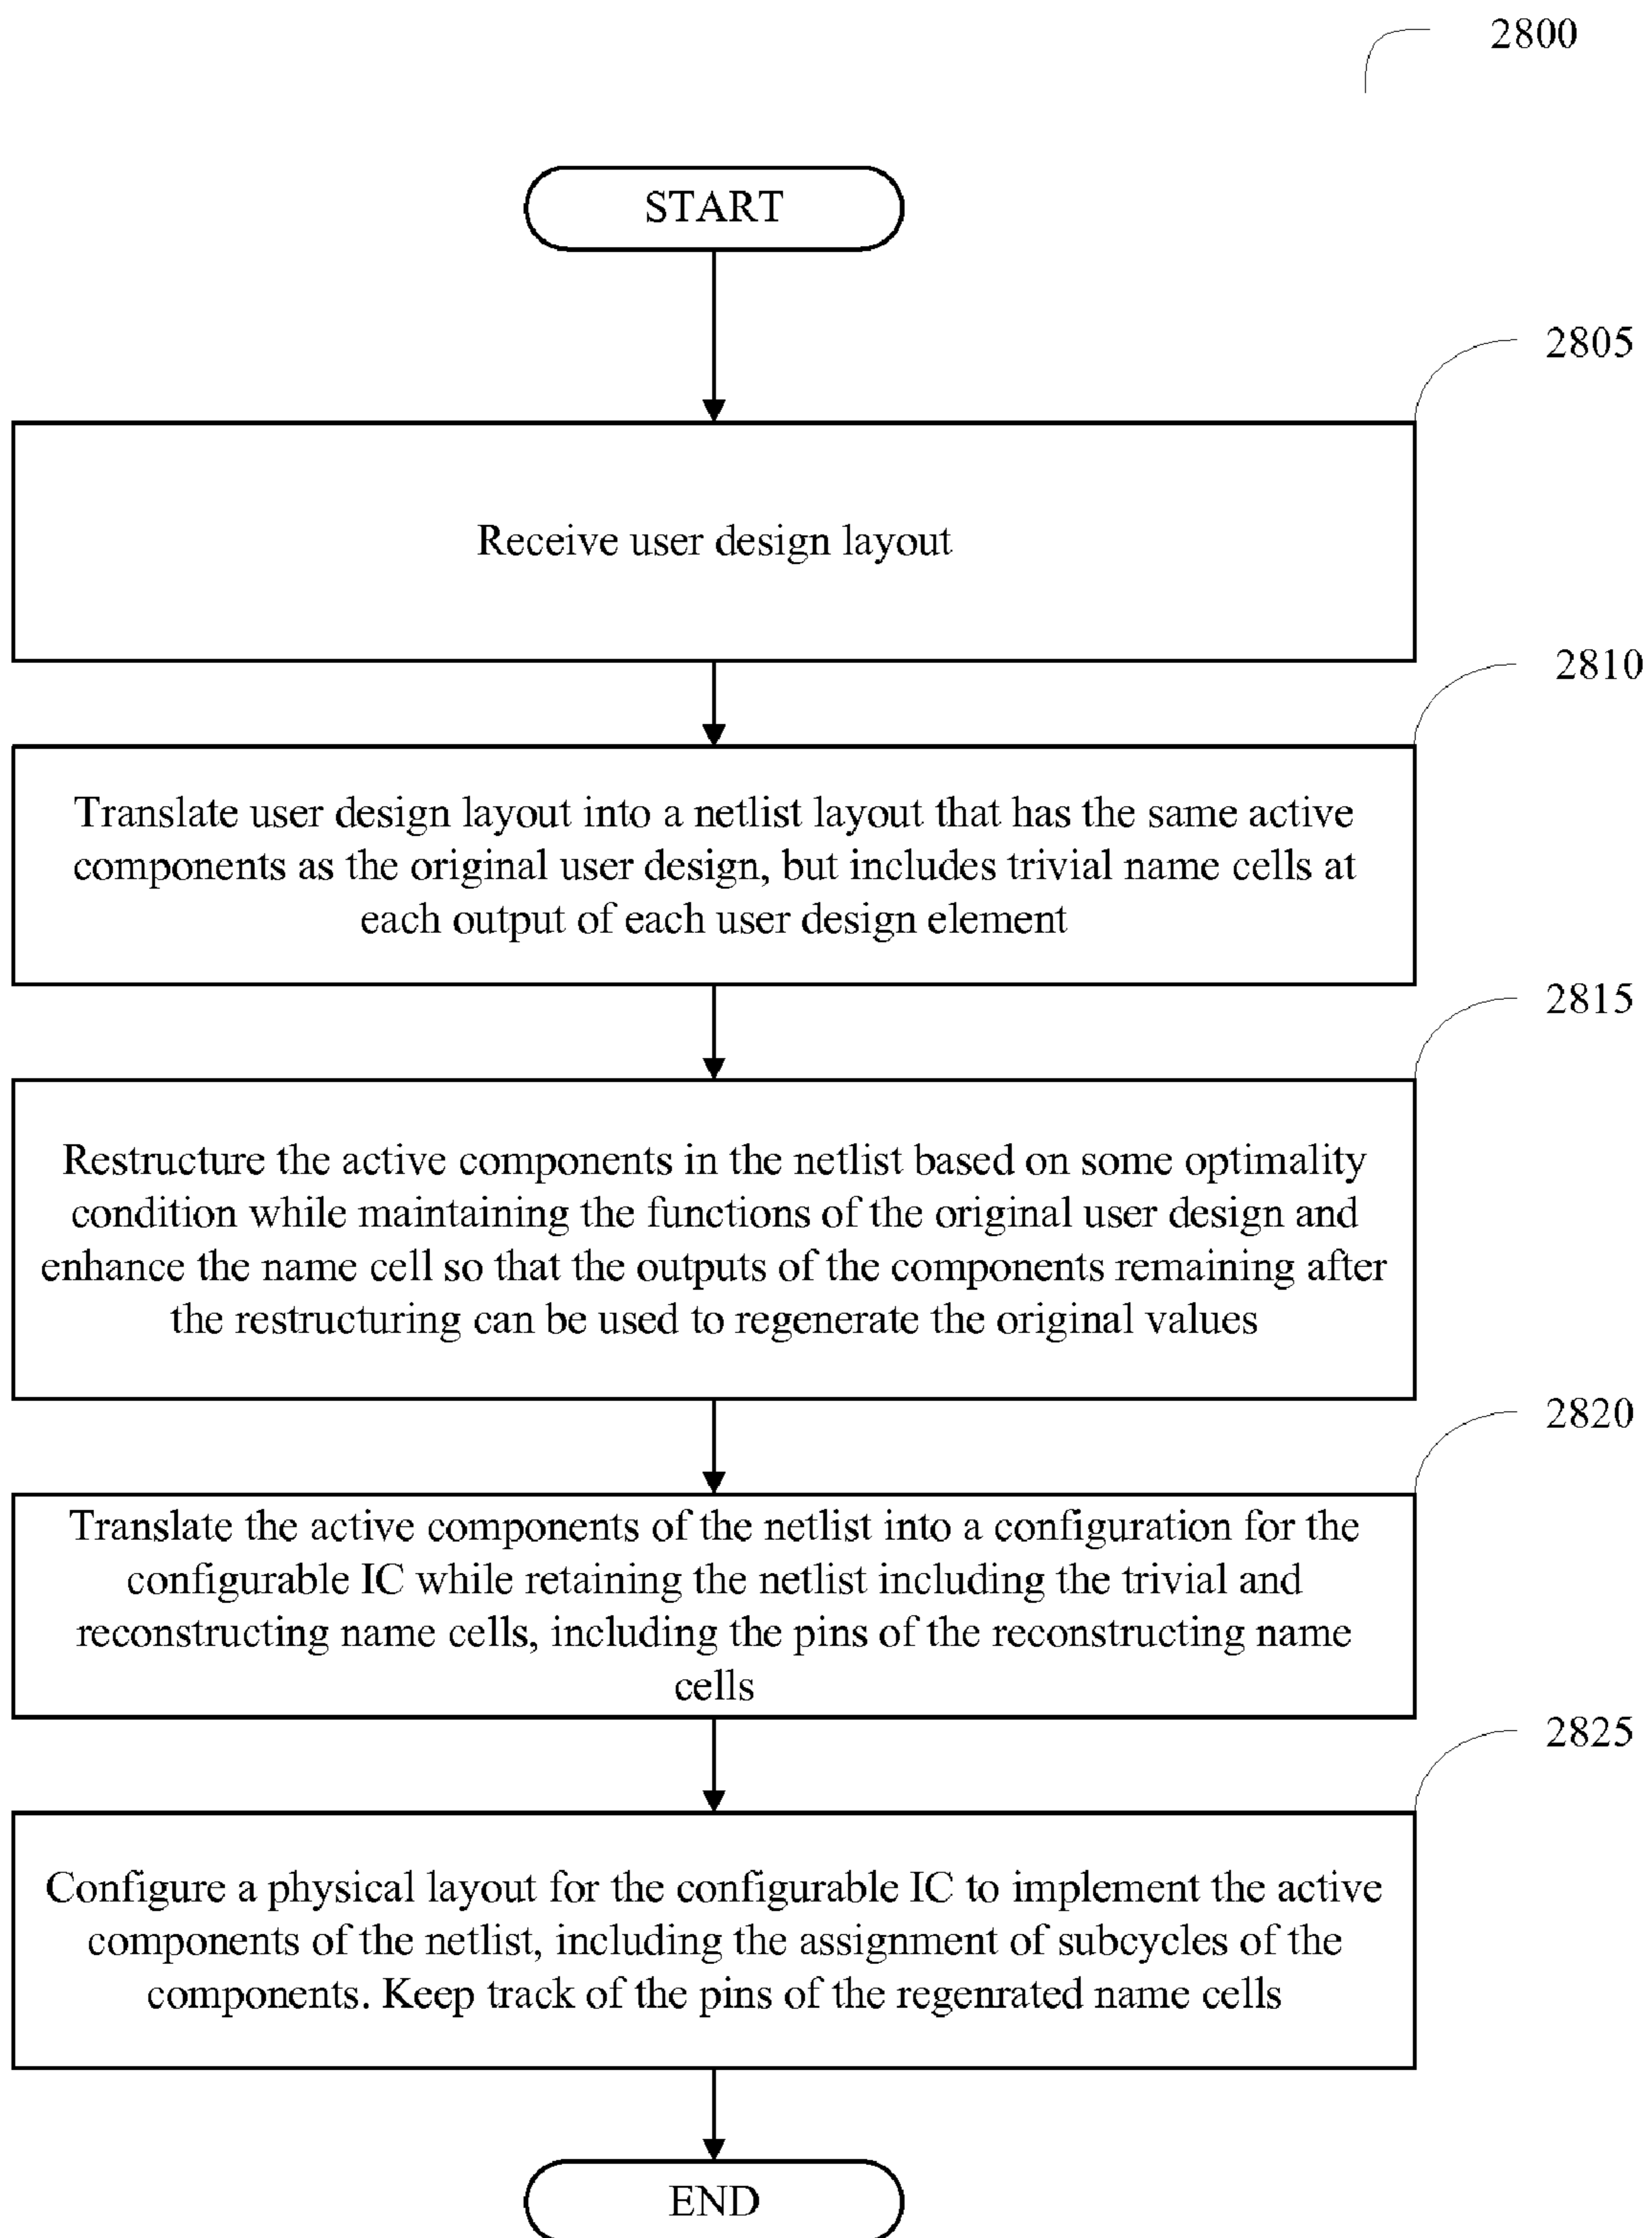 2800
START
2805
Receive user design layout
2810
Translate user design layout into a netlist layout that has the same active
components as the original user design, but includes trivial name cells at
each output of each user design element
2815
Restructure the active components in the netlist based on some optimality
condition while maintaining the functions of the original user design and
enhance the name cell so that the outputs of the components remaining after
the restructuring can be used to regenerate the original values
2820
Translate the active components of the netlist into a configuration for the
configurable IC while retaining the netlist including the trivial and
reconstructing name cells, including the pins of the reconstructing name
cells
2825
Configure a physical layout for the configurable IC to implement the active
components of the netlist, including the assignment of subcycles of the
components. Keep track of the pins of the regenrated name cells
END